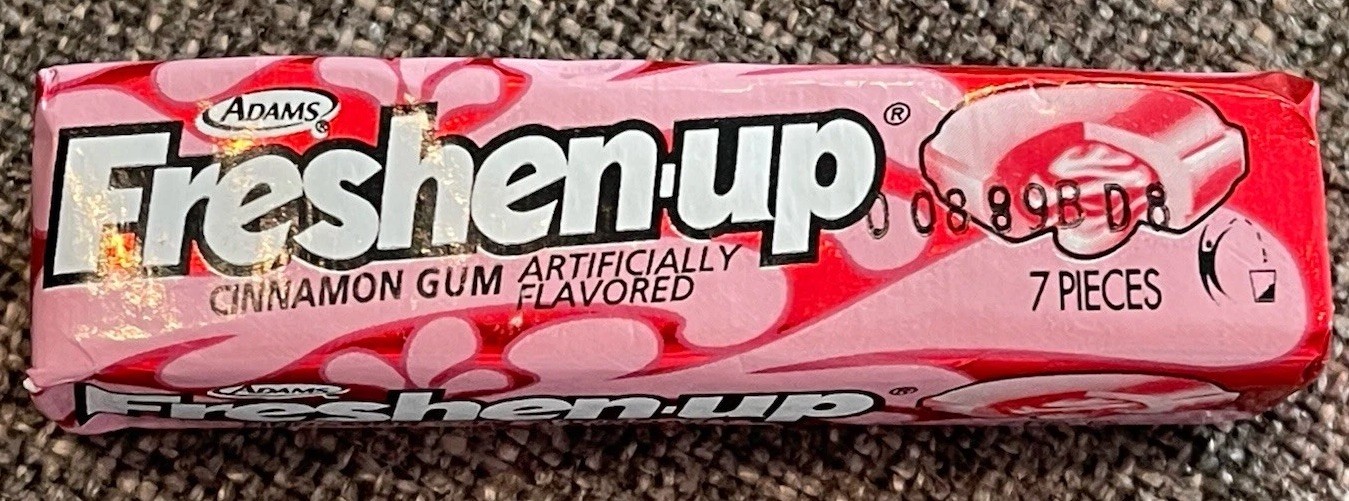 ADAMS®
Freshen-up®
CINNAMON GUM ARTIFICIALLY
FLAVORED
0 0889B D8
7 PIECES
ADAMS
Freshen-up®